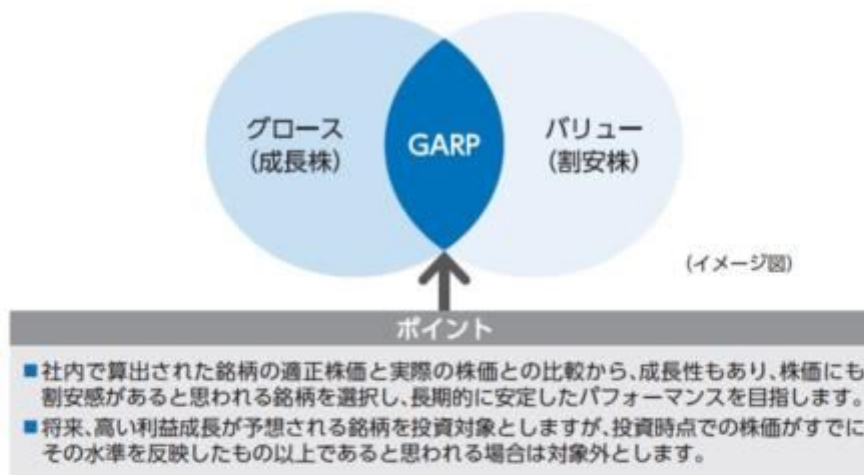 グロース
(成長株)
GARP
バリュー
(割安株)
(イメージ図)
ポイント
■社内で算出された銘柄の適正株価と実際の株価との比較から、成長性もあり、株価にも
割安感があると思われる銘柄を選択し、長期的に安定したパフォーマンスを目指します。
■将来、高い利益成長が予想される銘柄を投資対象としますが、投資時点での株価がすでに
その水準を反映したもの以上であると思われる場合は対象外とします。